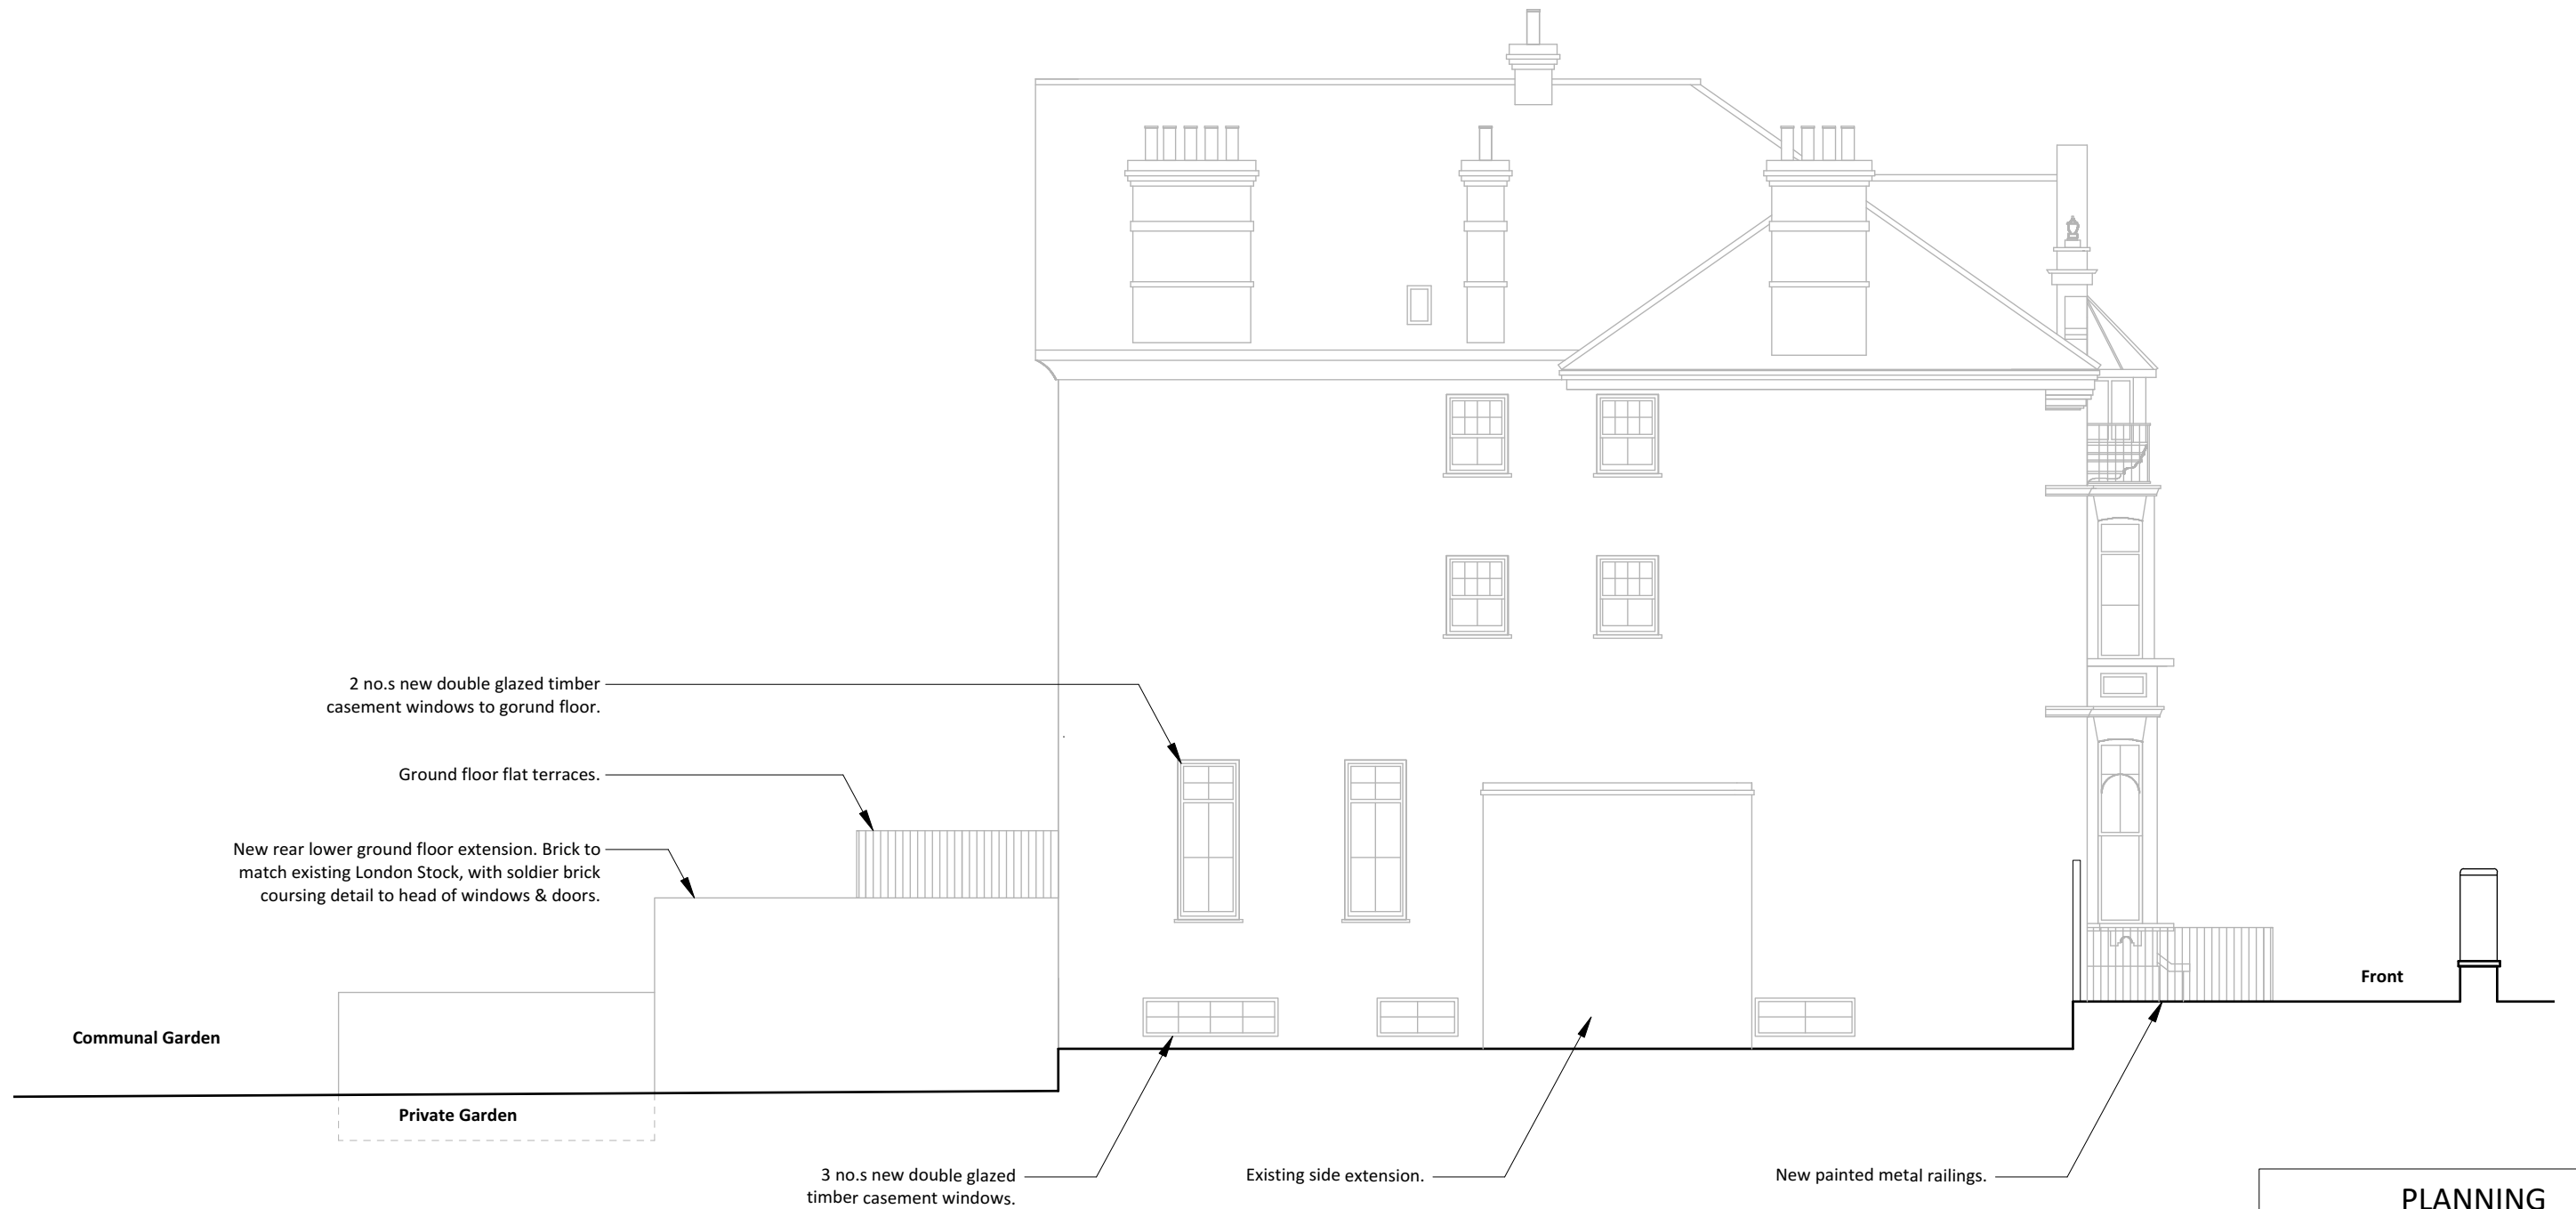 2 no.s new double glazed timber
casement windows to gorund floor.
Ground floor flat terraces.
New rear lower ground floor extension. Brick to
match existing London Stock, with soldier brick
coursing detail to head of windows & doors.
Front
Communal Garden
Private Garden
3 no.s new double glazed
timber casement windows.
Existing side extension.
New painted metal railings.
PLANNING